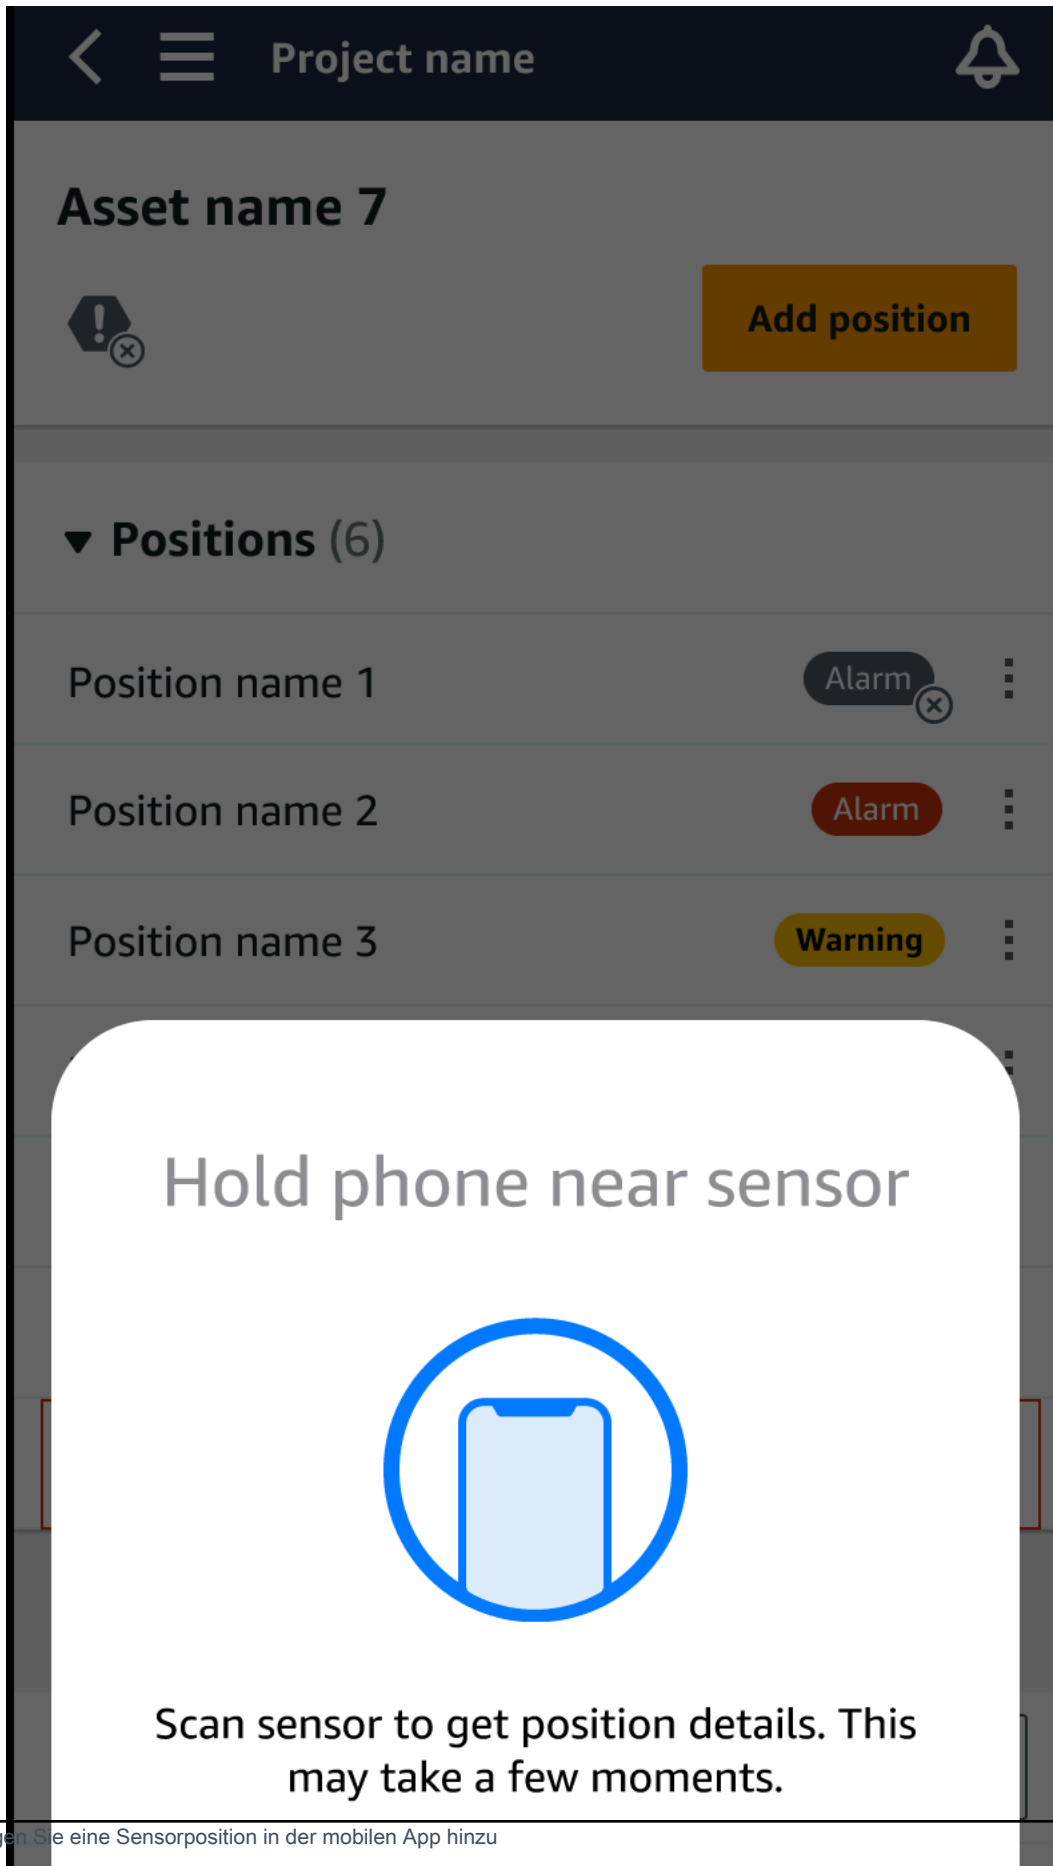 Project name
Asset name 7
Add position
Positions (6)
Position name 1 Alarm
Position name 2 Alarm
Position name 3 Warning
Hold phone near sensor
Scan sensor to get position details. This
may take a few moments.
Sie eine Sensorposition in der mobilen App hinzu